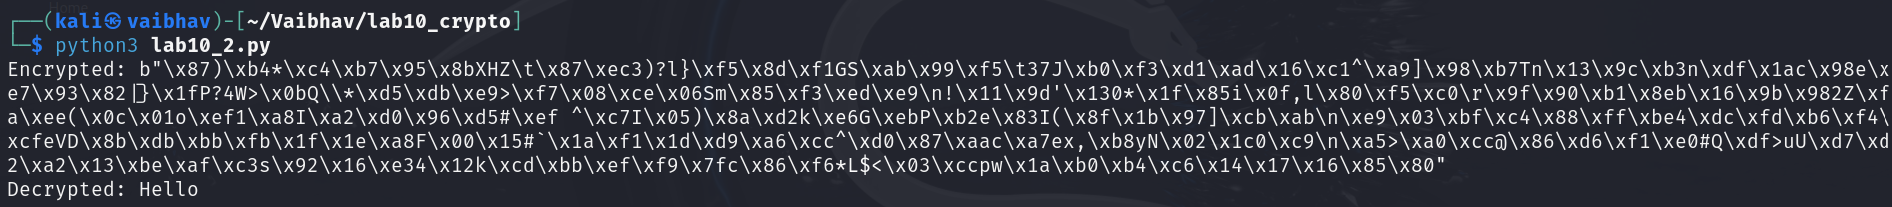 ┌──(kali㉿vaibhav)-[~/Vaibhav/lab10_crypto]
└─$ python3 lab10_2.py
Encrypted: b"\x87)\xb4*\xc4\xb7\x95\x8bXHZ\t\x87\xec3)?l}\xf5\x8d\xf1GS\xab\x99\xf5\t37J\xb0\xf3\xd1\xad\x16\xc1^\xa9]\x98\xb7Tn\x13\x9c\xb3n\xdf\x1ac\x98e\x
e7\x93\x82|}\x1fP?4W>\x0bQ\\*\xd5\xdb\xe9>\xf7\x08\xce\x06Sm\x85\xf3\xed\xe9\n!\x11\x9d'\x130*\x1f\x85i\x0f,l\x80\xf5\xc0\r\x9f\x90\xb1\x8eb\x16\x9b\x982Z\xf
a\xee(\x0c\x01o\xef1\xa8I\xa2\xd0\x96\xd5#\xef ^\xc7I\x05)\x8a\xd2k\xe6G\xebP\xb2e\x83I(\x8f\x1b\x97]\xcb\xab\n\xe9\x03\xbf\xc4\x88\xff\xbe4\xdc\xfd\xb6\xf4\
xcfeVD\x8b\xdb\xbb\xfb\x1f\x1e\xa8F\x00\x15#`\x1a\xf1\x1d\xd9\xa6\xcc^\xd0\x87\xaac\xa7ex,\xb8yN\x02\x1c0\xc9\n\xa5>\xa0\xcc@\x86\xd6\xf1\xe0#Q\xdf>uU\xd7\xd
2\xa2\x13\xbe\xaf\xc3s\x92\x16\xe34\x12k\xcd\xbb\xef\xf9\x7fc\x86\xf6*L$<\x03\xccpw\x1a\xb0\xb4\xc6\x14\x17\x16\x85\x80"
Decrypted: Hello